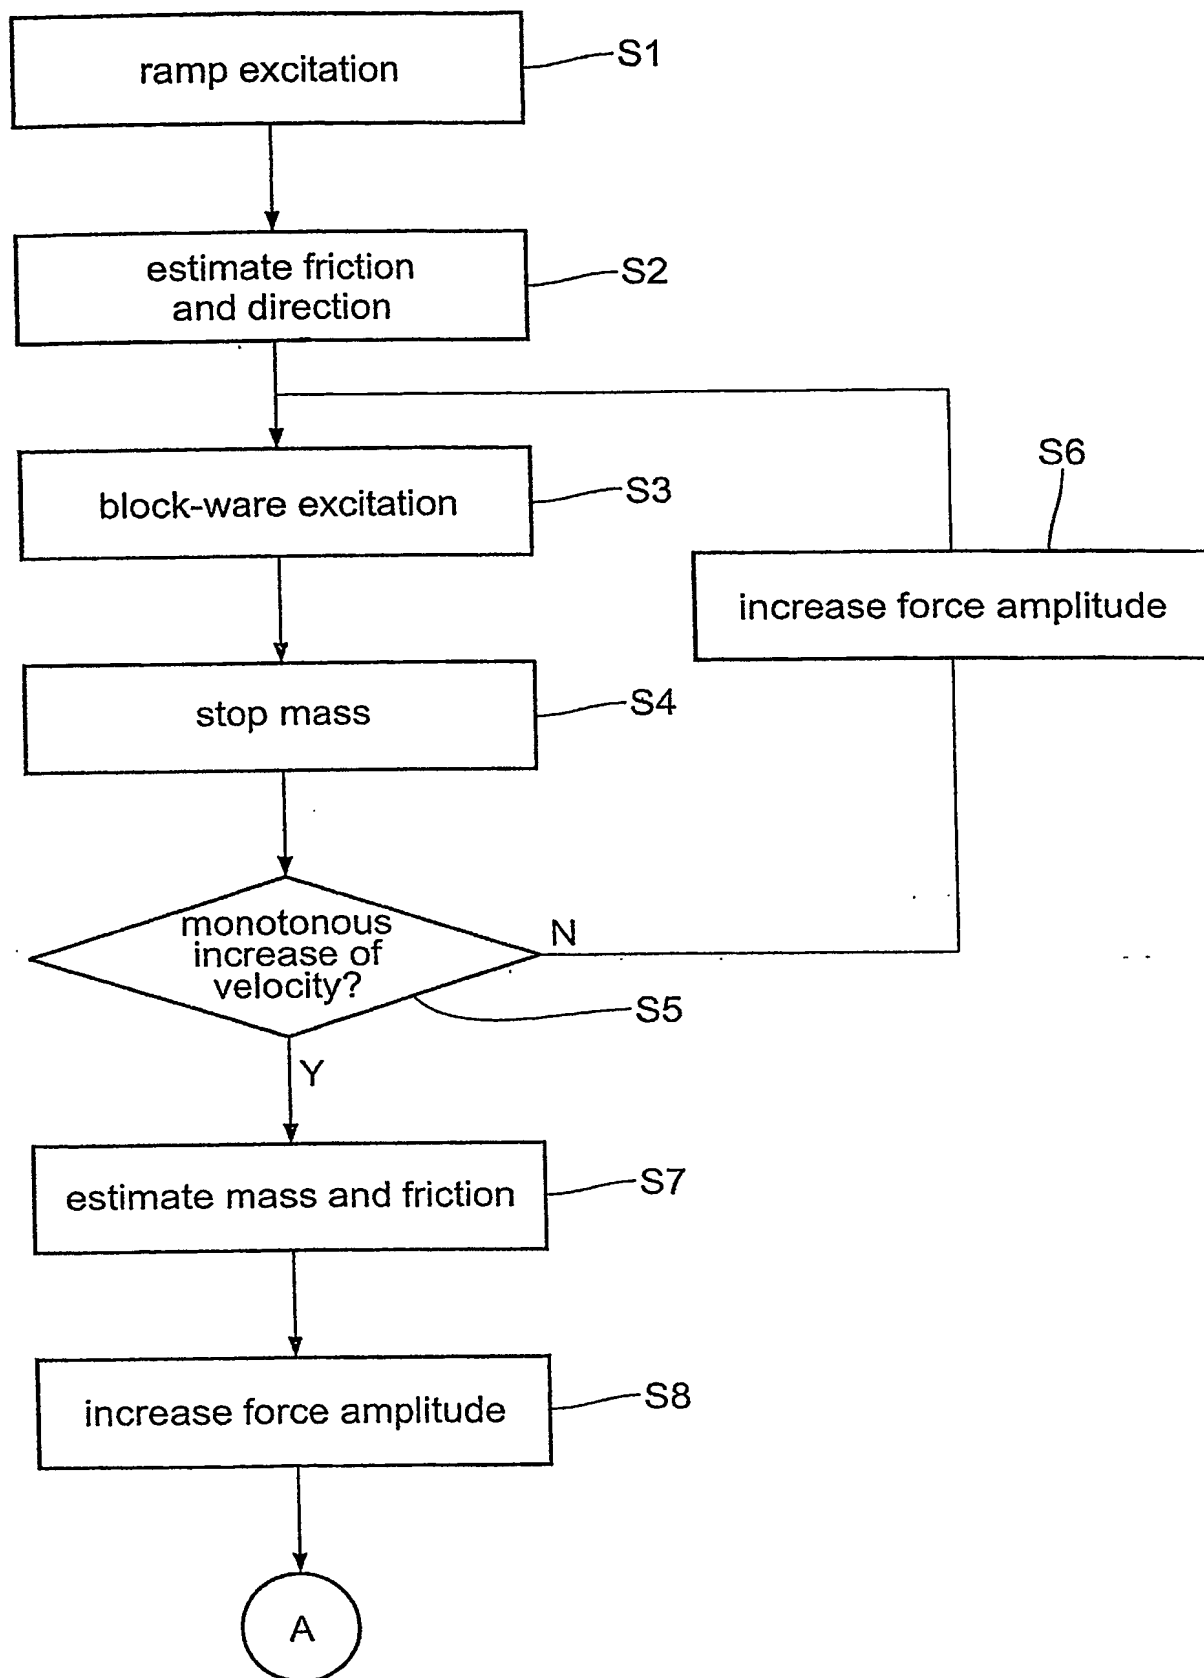 ramp excitation
S1
estimate friction
and direction
S2
block-ware excitation
S3
S6
increase force amplitude
stop mass
S4
monotonous
increase of
velocity?
N
S5
Y
estimate mass and friction
S7
increase force amplitude
S8
A